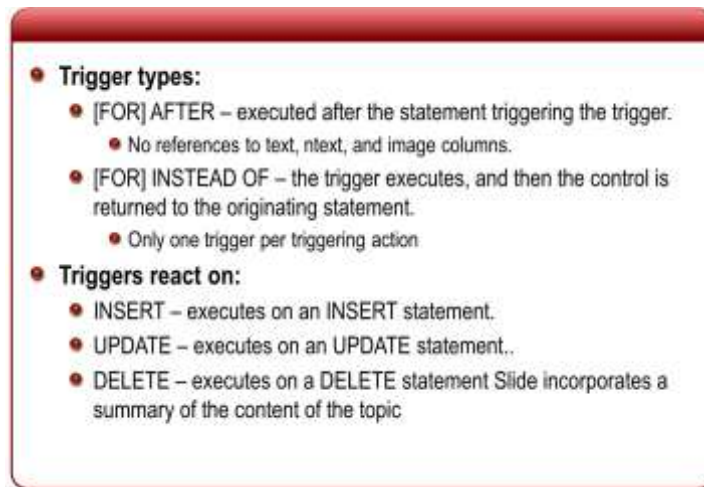 Trigger types:
[FOR] AFTER – executed after the statement triggering the trigger.
No references to text, ntext, and image columns.
[FOR] INSTEAD OF – the trigger executes, and then the control is
returned to the originating statement.
Only one trigger per triggering action
Triggers react on:
INSERT – executes on an INSERT statement.
UPDATE – executes on an UPDATE statement..
DELETE – executes on a DELETE statement Slide incorporates a
summary of the content of the topic